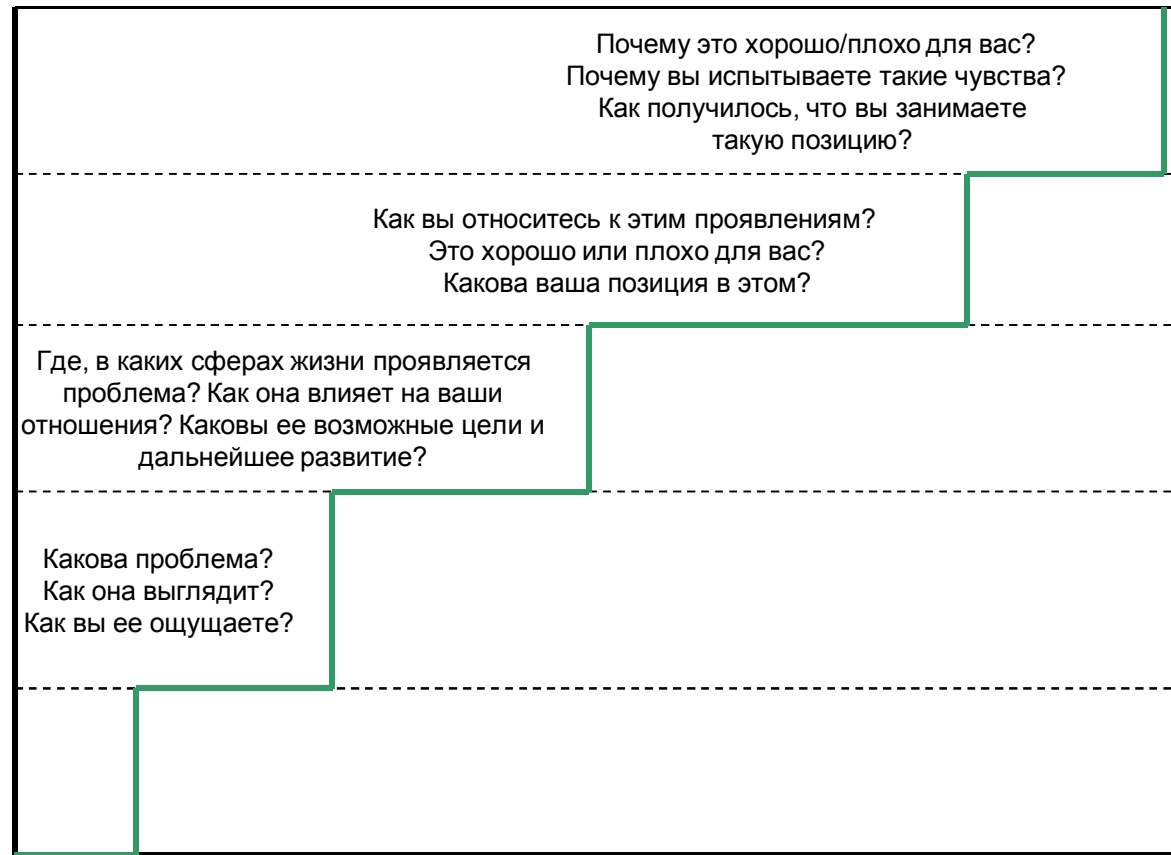 Почему это хорошо/плохо для вас?
Почему вы испытываете такие чувства?
Как получилось, что вы занимаете
такую позицию?
Как вы относитесь к этим проявлениям?
Это хорошо или плохо для вас?
Какова ваша позиция в этом?
Где, в каких сферах жизни проявляется
проблема? Как она влияет на ваши
отношения? Каковы ее возможные цели и
дальнейшее развитие?
Какова проблема?
Как она выглядит?
Как вы ее ощущаете?